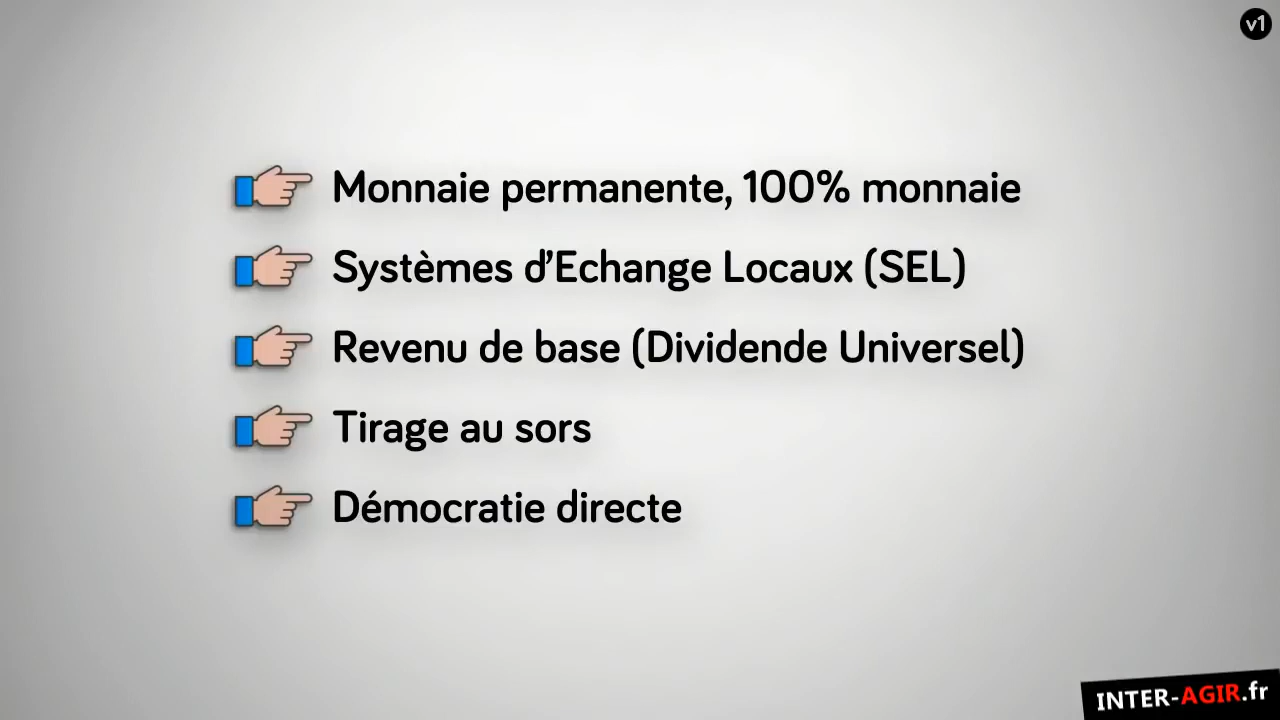 v1
Monnaie permanente, 100% monnaie
Systèmes d’Echange Locaux (SEL)
Revenu de base (Dividende Universel)
Tirage au sors
Démocratie directe
INTER-AGIR.fr